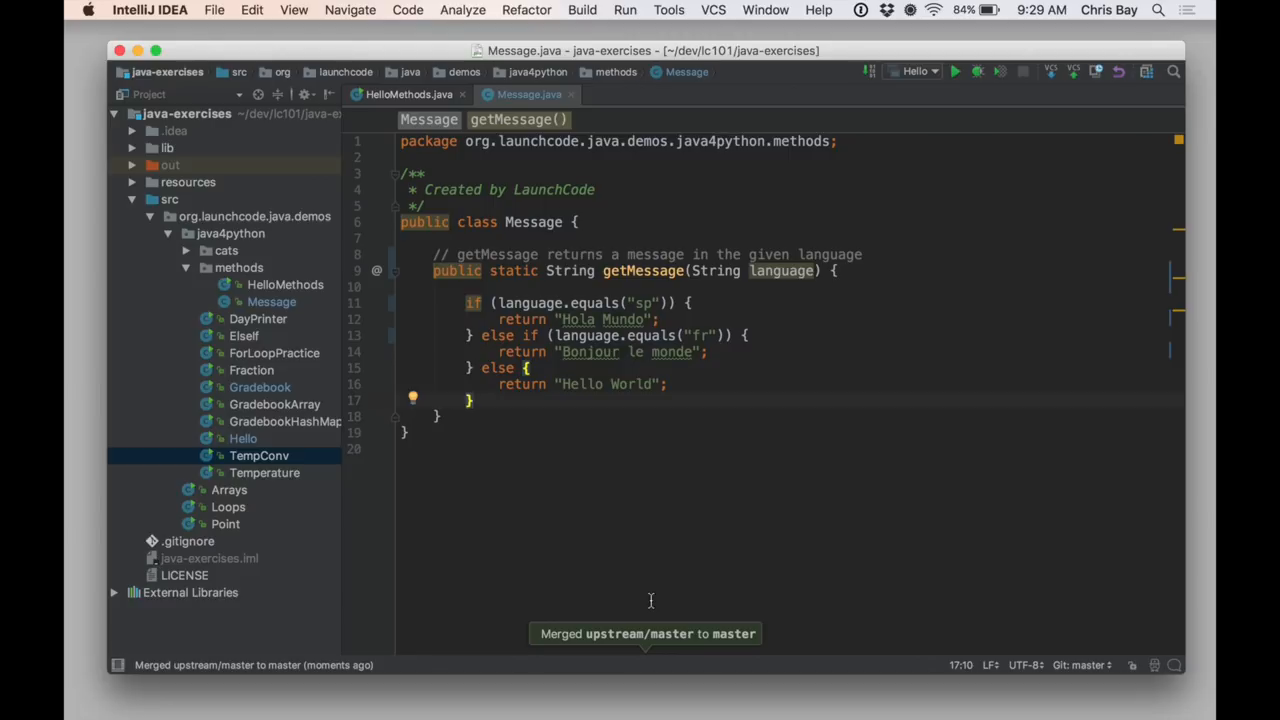 IntelliJ IDEA File Edit View Navigate Code Analyze Refactor Build Run Tools VCS Window Help 84% 9:29 AM Chris Bay
Message.java - java-exercises - [~/dev/lc101/java-exercises]
java-exercises src org launchcode java demos java4python methods Message Hello VCS VCS
Project HelloMethods.java Message.java
java-exercises ~/dev/lc101/java-e
.idea
lib
out
resources
src
org.launchcode.java.demos
java4python
cats
methods
HelloMethods
Message
DayPrinter
ElseIf
ForLoopPractice
Fraction
Gradebook
GradebookArray
GradebookHashMap
Hello
TempConv
Temperature
Arrays
Loops
Point
.gitignore
java-exercises.iml
LICENSE
External Libraries
Message getMessage()
1 package org.launchcode.java.demos.java4python.methods;
2
3 /**
4 * Created by LaunchCode
5 */
6 public class Message {
7
8 // getMessage returns a message in the given language
9 @ public static String getMessage(String language) {
10
11 if (language.equals("sp")) {
12 return "Hola Mundo";
13 } else if (language.equals("fr")) {
14 return "Bonjour le monde";
15 } else {
16 return "Hello World";
17 }
18 }
19 }
20
Merged upstream/master to master
Merged upstream/master to master (moments ago) 17:10 LF UTF-8 Git: master